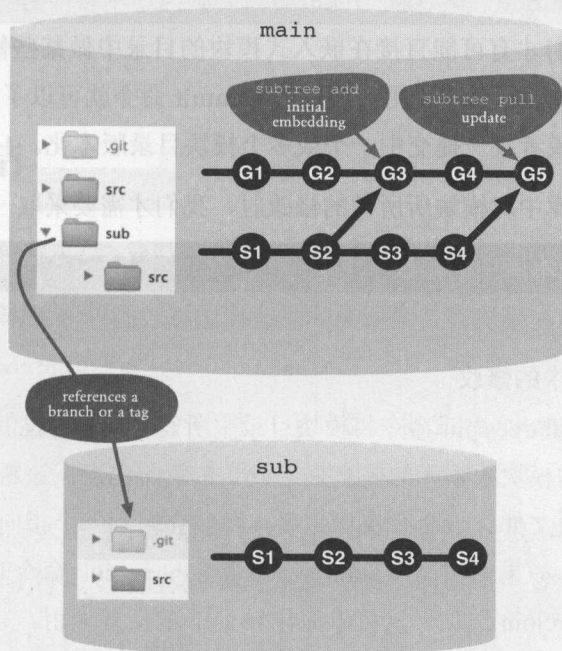 main
subtree add
initial
embedding
subtree pull
update
.git
src
sub
src
G1 G2 G3 G4 G5
S1 S2 S3 S4
references a
branch or a tag
sub
.git
src
S1 S2 S3 S4